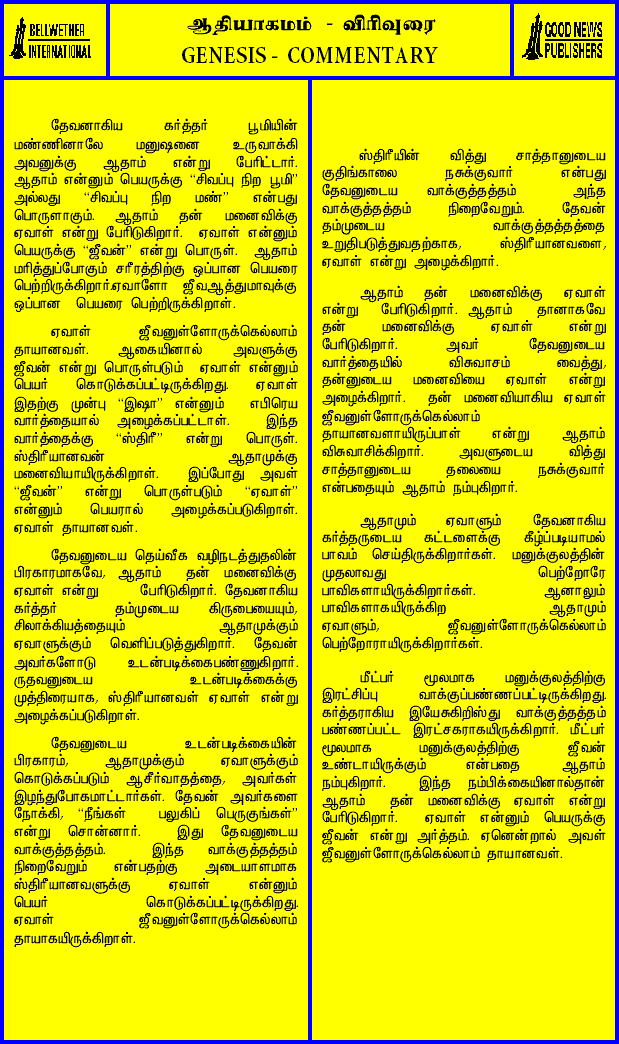 BELLWETHER
INTERNATIONAL
ஆதியாகமம் - விரிவுரை
GENESIS - COMMENTARY
GOOD NEWS
PUBLISHERS
தேவனாகிய கர்த்தர் பூமியின்
மண்ணினாலே மனுஷனை உருவாக்கி
அவனுக்கு ஆதாம் என்று பேரிட்டார்.
ஆதாம் என்னும் பெயருக்கு “சிவப்பு நிற பூமி”
அல்லது “சிவப்பு நிற மண்” என்பது
பொருளாகும். ஆதாம் தன் மனைவிக்கு
ஏவாள் என்று பேரிடுகிறார். ஏவாள் என்னும்
பெயருக்கு “ஜீவன்” என்று பொருள். ஆதாம்
மரித்துப்போகும் சரீரத்திற்கு ஒப்பான பெயரை
பெற்றிருக்கிறார்.ஏவாளோ ஜீவஆத்துமாவுக்கு
ஒப்பான பெயரை பெற்றிருக்கிறாள்.
ஏவாள் ஜீவனுள்ளோருக்கெல்லாம்
தாயானவள். ஆகையினால் அவளுக்கு
ஜீவன் என்று பொருள்படும் ஏவாள் என்னும்
பெயர் கொடுக்கப்பட்டிருக்கிறது. ஏவாள்
இதற்கு முன்பு “இஷா” என்னும் எபிரெய
வார்த்தையால் அழைக்கப்பட்டாள். இந்த
வார்த்தைக்கு “ஸ்திரீ” என்று பொருள்.
ஸ்திரீயானவன் ஆதாமுக்கு
மனைவியாயிருக்கிறாள். இப்போது அவள்
“ஜீவன்” என்று பொருள்படும் “ஏவாள்”
என்னும் பெயரால் அழைக்கப்படுகிறாள்.
ஏவாள் தாயானவள்.
தேவனுடைய தெய்வீக வழிநடத்துதலின்
பிரகாரமாகவே, ஆதாம் தன் மனைவிக்கு
ஏவாள் என்று பேரிடுகிறார். தேவனாகிய
கர்த்தர் தம்முடைய கிருபையையும்,
சிலாக்கியத்தையும் ஆதாமுக்கும்
ஏவாளுக்கும் வெளிப்படுத்துகிறார். தேவன்
அவர்களோடு உடன்படிக்கைபண்ணுகிறார்.
ருதவனுடைய உடன்படிக்கைக்கு
முத்திரையாக, ஸ்திரீயானவள் ஏவாள் என்று
அழைக்கப்படுகிறாள்.
தேவனுடைய உடன்படிக்கையின்
பிரகாரம், ஆதாமுக்கும் ஏவாளுக்கும்
கொடுக்கப்படும் ஆசீர்வாதத்தை, அவர்கள்
இழந்துபோகமாட்டார்கள். தேவன் அவர்களை
நோக்கி, “நீங்கள் பலுகிப் பெருகுங்கள்”
என்று சொன்னார். இது தேவனுடைய
வாக்குத்தத்தம். இந்த வாக்குத்தத்தம்
நிறைவேறும் என்பதற்கு அடையாளமாக
ஸ்திரீயானவளுக்கு ஏவாள் என்னும்
பெயர் கொடுக்கப்பட்டிருக்கிறது.
ஏவாள் ஜீவனுள்ளோருக்கெல்லாம்
தாயாகயிருக்கிறாள்.
ஸ்திரீயின் வித்து சாத்தானுடைய
குதிங்காலை நசுக்குவார் என்பது
தேவனுடைய வாக்குத்தத்தம் அந்த
வாக்குத்தத்தம் நிறைவேறும். தேவன்
தம்முடைய வாக்குத்தத்தத்தை
உறுதிபடுத்துவதற்காக, ஸ்திரீயானவளை,
ஏவாள் என்று அழைக்கிறார்.
ஆதாம் தன் மனைவிக்கு ஏவாள்
என்று பேரிடுகிறார். ஆதாம் தானாகவே
தன் மனைவிக்கு ஏவாள் என்று
பேரிடுகிறார். அவர் தேவனுடைய
வார்த்தையில் விசுவாசம் வைத்து,
தன்னுடைய மனைவியை ஏவாள் என்று
அழைக்கிறார். தன் மனைவியாகிய ஏவாள்
ஜீவனுள்ளோருக்கெல்லாம்
தாயானவளாயிருப்பாள் என்று ஆதாம்
விசுவாசிக்கிறார். அவளுடைய வித்து
சாத்தானுடைய தலையை நசுக்குவார்
என்பதையும் ஆதாம் நம்புகிறார்.
ஆதாமும் ஏவாளும் தேவனாகிய
கர்த்தருடைய கட்டளைக்கு கீழ்ப்படியாமல்
பாவம் செய்திருக்கிறார்கள். மனுக்குலத்தின்
முதலாவது பெற்றோரே
பாவிகளாயிருக்கிறார்கள். ஆனாலும்
பாவிகளாகயிருக்கிற ஆதாமும்
ஏவாளும், ஜீவனுள்ளோருக்கெல்லாம்
பெற்றோராயிருக்கிறார்கள்.
மீட்பர் மூலமாக மனுக்குலத்திற்கு
இரட்சிப்பு வாக்குப்பண்ணப்பட்டிருக்கிறது.
கர்த்தராகிய இயேசுகிறிஸ்து வாக்குத்தத்தம்
பண்ணப்பட்ட இரட்சகராகயிருக்கிறார். மீட்பர்
மூலமாக மனுக்குலத்திற்கு ஜீவன்
உண்டாயிருக்கும் என்பதை ஆதாம்
நம்புகிறார். இந்த நம்பிக்கையினால்தான்
ஆதாம் தன் மனைவிக்கு ஏவாள் என்று
பேரிடுகிறார். ஏவாள் என்னும் பெயருக்கு
ஜீவன் என்று அர்த்தம். ஏனென்றால் அவள்
ஜீவனுள்ளோருக்கெல்லாம் தாயானவள்.